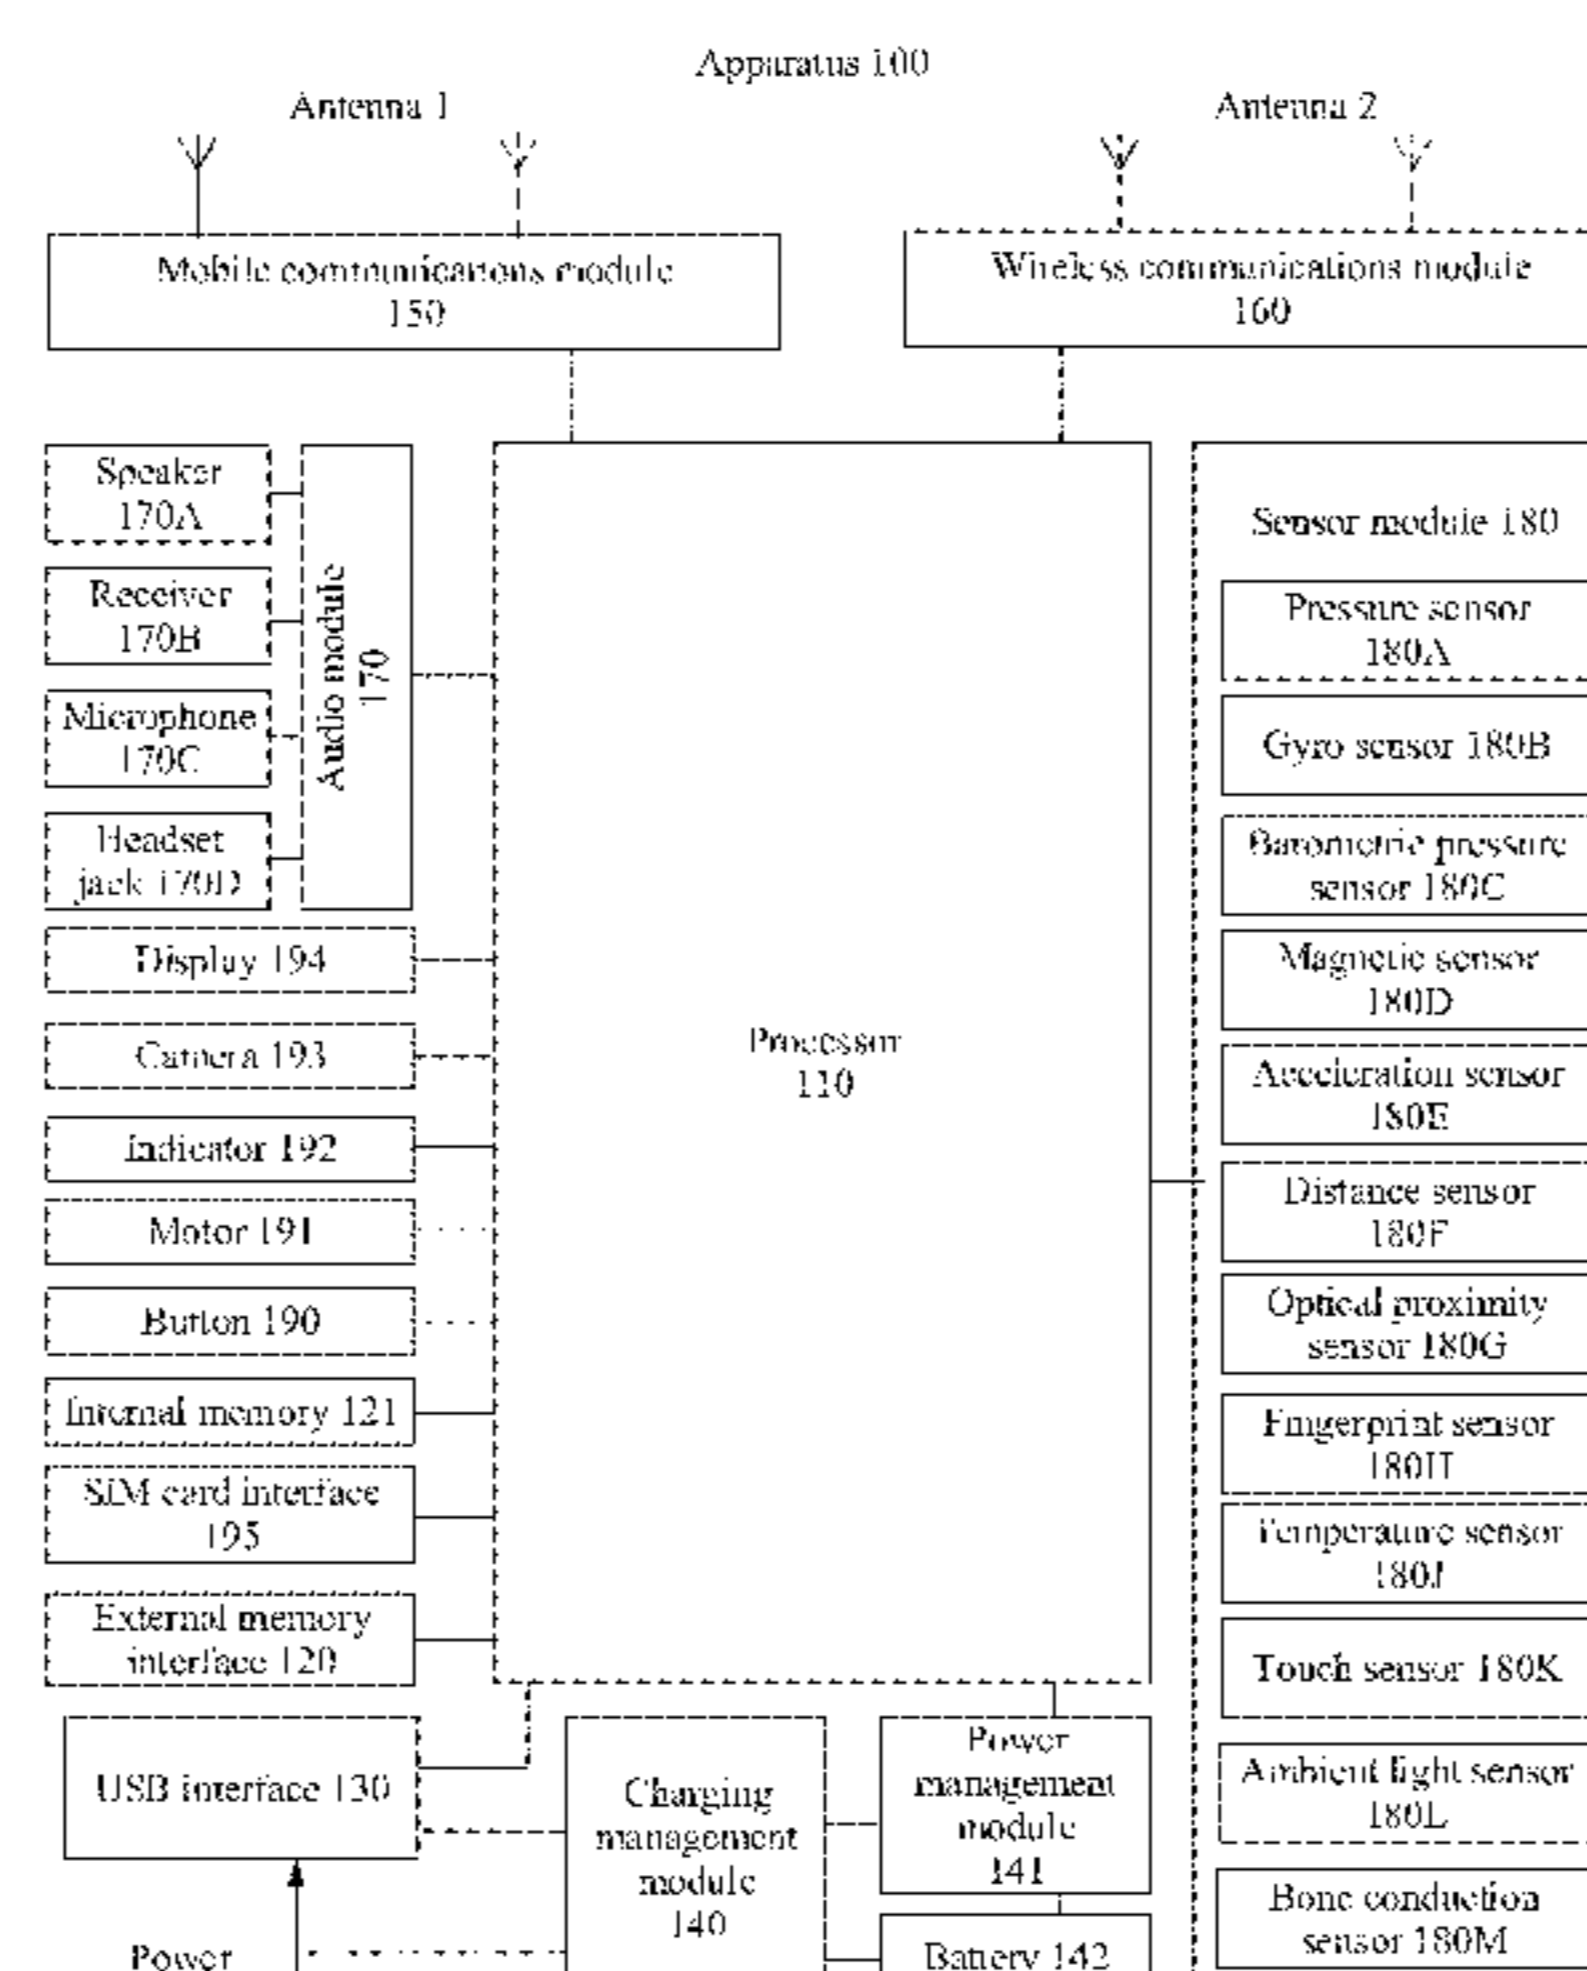 Apparatus 100
Antenna 1
Antenna 2
Mobile communications module
150
Wireless communications module
160
Speaker
170A
Receiver
170B
Microphone
170C
Headset
jack 170D
Audio module
170
Display 194
Camera 193
Indicator 192
Motor 191
Button 190
Internal memory 121
SIM card interface
195
External memory
interface 120
Processor
110
Sensor module 180
Pressure sensor
180A
Gyro sensor 180B
Barometric pressure
sensor 180C
Magnetic sensor
180D
Acceleration sensor
180E
Distance sensor
180F
Optical proximity
sensor 180G
Fingerprint sensor
180H
Temperature sensor
180J
Touch sensor 180K
Ambient light sensor
180L
Bone conduction
sensor 180M
USB interface 130
Charging
management
module
140
Power
management
module
141
Battery 142
Power